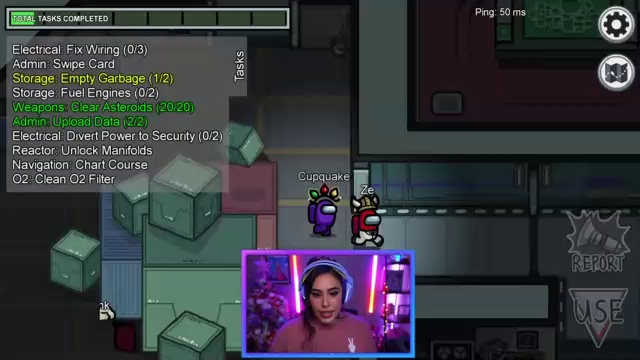 TOTAL TASKS COMPLETED
Ping: 50 ms
Electrical: Fix Wiring (0/3)
Admin: Swipe Card
Storage: Empty Garbage (1/2)
Storage: Fuel Engines (0/2)
Weapons: Clear Asteroids (20/20)
Admin: Upload Data (2/2)
Electrical: Divert Power to Security (0/2)
Reactor: Unlock Manifolds
Navigation: Chart Course
O2: Clean O2 Filter
Tasks
Cupquake
Ze
nk
REPORT
USE